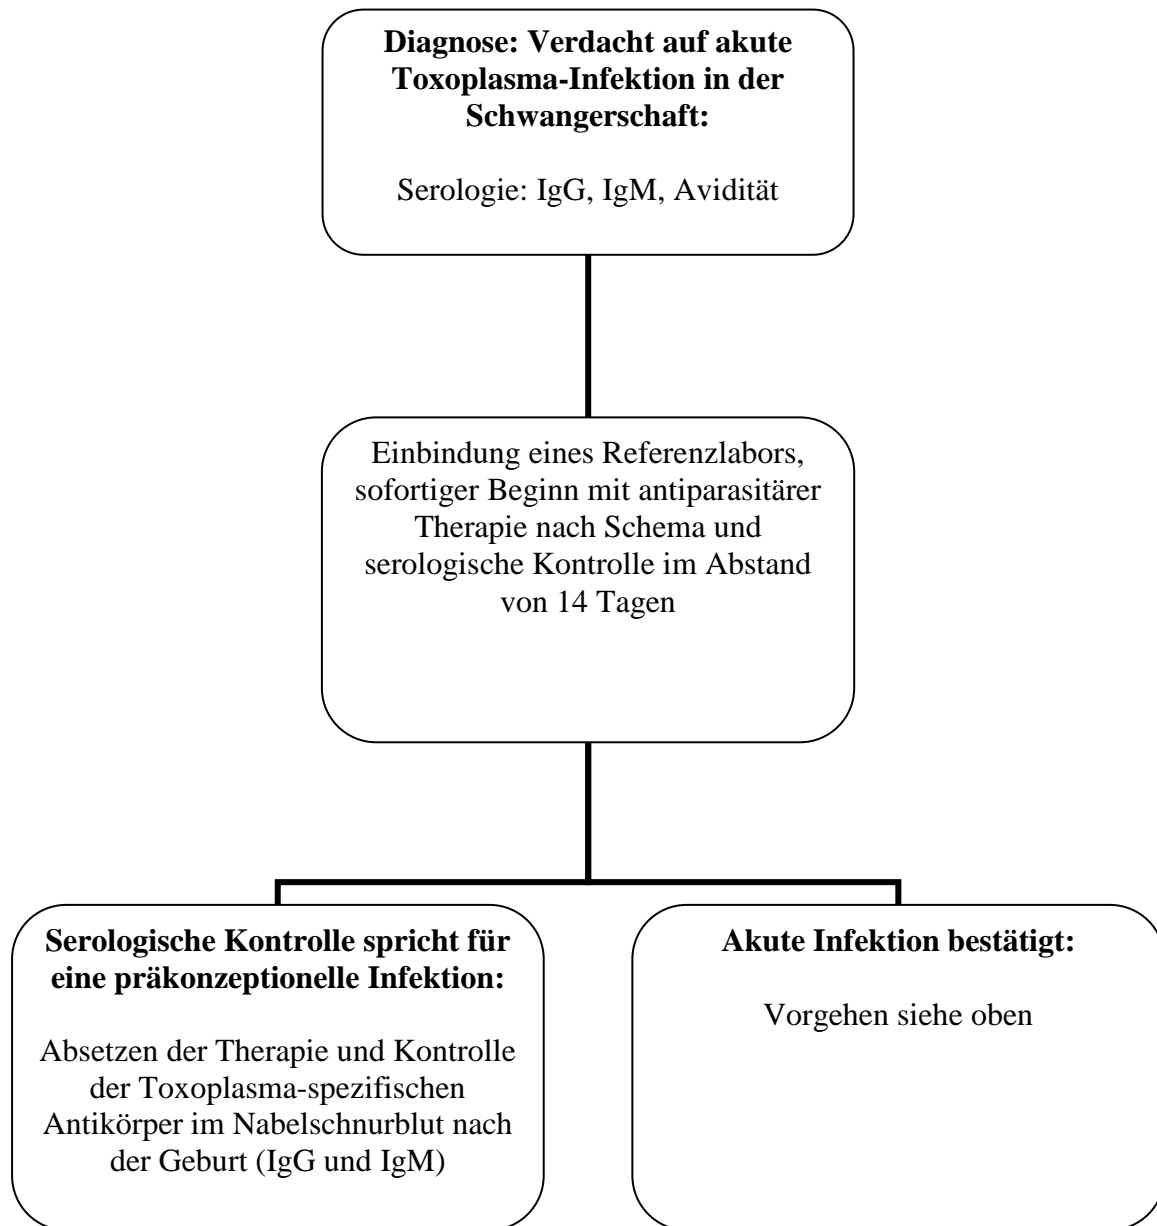 Diagnose: Verdacht auf akute
Toxoplasma-Infektion in der
Schwangerschaft:
Serologie: IgG, IgM, Avidität
Einbindung eines Referenzlabors,
sofortiger Beginn mit antiparasitärer
Therapie nach Schema und
serologische Kontrolle im Abstand
von 14 Tagen
Serologische Kontrolle spricht für
eine präkonzeptionelle Infektion:
Absetzen der Therapie und Kontrolle
der Toxoplasma-spezifischen
Antikörper im Nabelschnurblut nach
der Geburt (IgG und IgM)
Akute Infektion bestätigt:
Vorgehen siehe oben